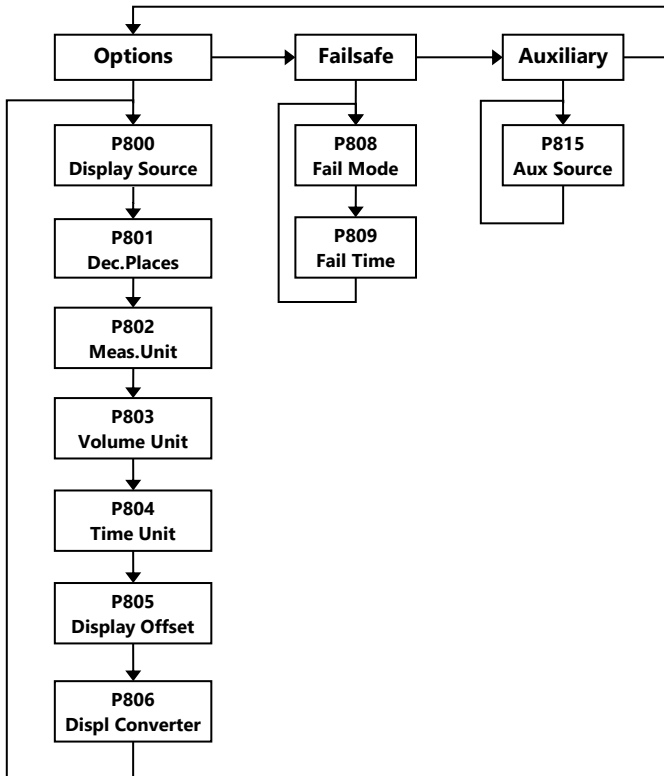 Options
Failsafe
Auxiliary
P800
Display Source
P801
Dec.Places
P802
Meas.Unit
P803
Volume Unit
P804
Time Unit
P805
Display Offset
P806
Displ Converter
P808
Fail Mode
P809
Fail Time
P815
Aux Source